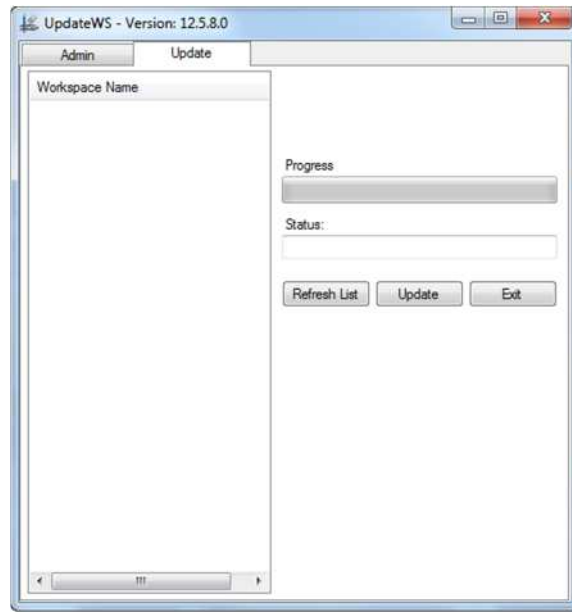 UpdateWS - Version: 12.5.8.0
Admin Update
Workspace Name
Progress
Status:
Refresh List Update Exit